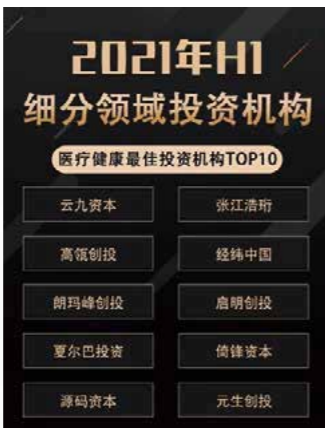 2021年H1
细分领域投资机构
医疗健康最佳投资机构TOP10
云九资本
张江浩珩
高瓴创投
经纬中国
朗玛峰创投
启明创投
夏尔巴投资
倚锋资本
源码资本
元生创投